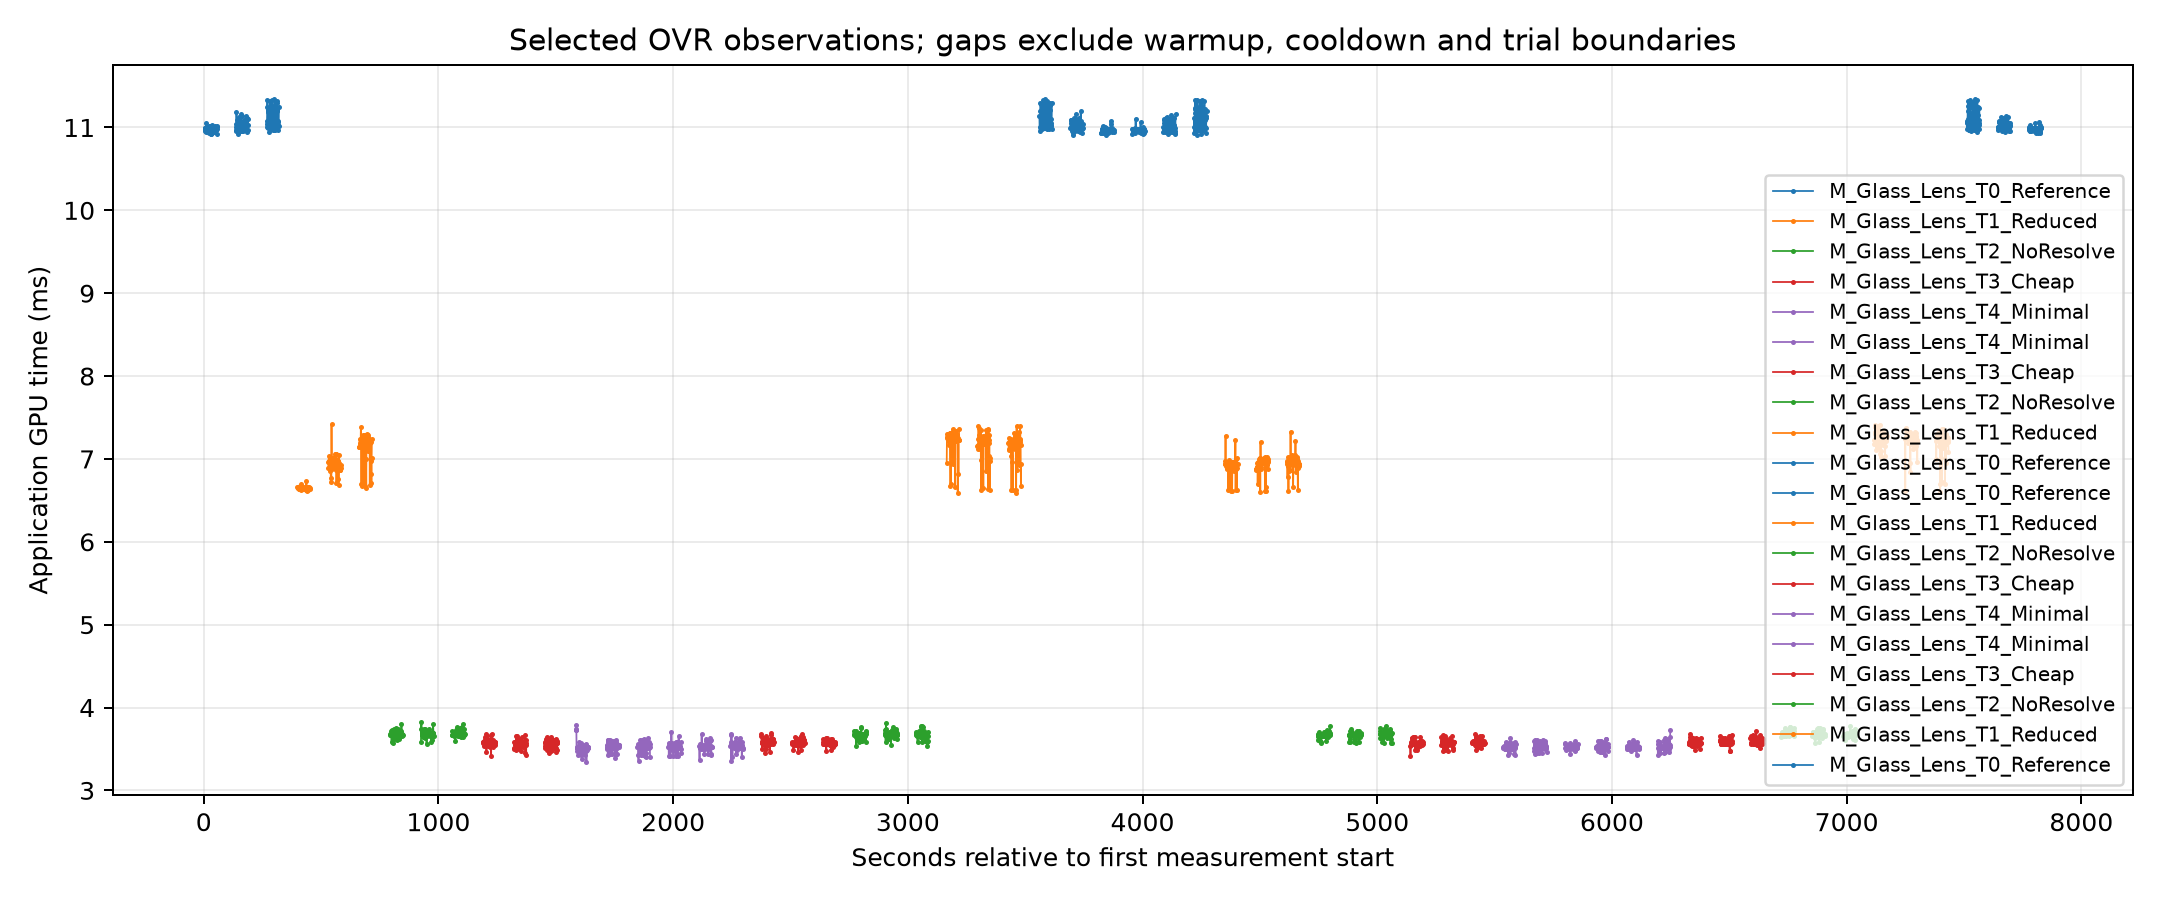 Selected OVR observations; gaps exclude warmup, cooldown and trial boundaries
Application GPU time (ms)
11
10
9
8
7
6
5
4
3
M_Glass_Lens_T0_Reference
M_Glass_Lens_T1_Reduced
M_Glass_Lens_T2_NoResolve
M_Glass_Lens_T3_Cheap
M_Glass_Lens_T4_Minimal
M_Glass_Lens_T4_Minimal
M_Glass_Lens_T3_Cheap
M_Glass_Lens_T2_NoResolve
M_Glass_Lens_T1_Reduced
M_Glass_Lens_T0_Reference
M_Glass_Lens_T0_Reference
M_Glass_Lens_T1_Reduced
M_Glass_Lens_T2_NoResolve
M_Glass_Lens_T3_Cheap
M_Glass_Lens_T4_Minimal
M_Glass_Lens_T4_Minimal
M_Glass_Lens_T3_Cheap
M_Glass_Lens_T2_NoResolve
M_Glass_Lens_T1_Reduced
M_Glass_Lens_T0_Reference
0 1000 2000 3000 4000 5000 6000 7000 8000
Seconds relative to first measurement start